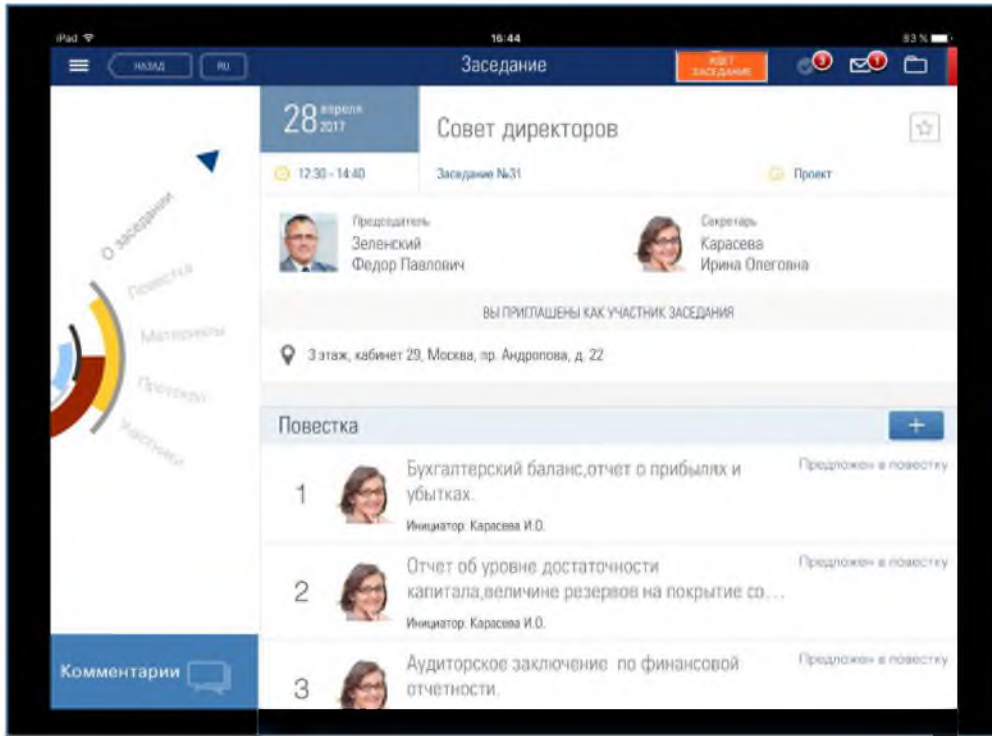 iPad 16:44 83 %
НАЗАД RU Заседание ИДЕТ ЗАСЕДАНИЕ 3 1
28 апреля 2017
Совет директоров
12:30 - 14:40 Заседание №31 Проект
Председатель
Зеленский
Федор Павлович
Секретарь
Карасева
Ирина Олеговна
ВЫ ПРИГЛАШЕНЫ КАК УЧАСТНИК ЗАСЕДАНИЯ
3 этаж, кабинет 29, Москва, пр. Андропова, д. 22
О заседании
Повестка
Материалы
Протокол
Участники
Повестка +
1 Бухгалтерский баланс,отчет о прибылях и
убытках.
Предложен в повестку
Инициатор: Карасева И.О.
2 Отчет об уровне достаточности
капитала,величине резервов на покрытие со...
Предложен в повестку
Инициатор: Карасева И.О.
3 Аудиторское заключение по финансовой
отчетности.
Предложен в повестку
Комментарии